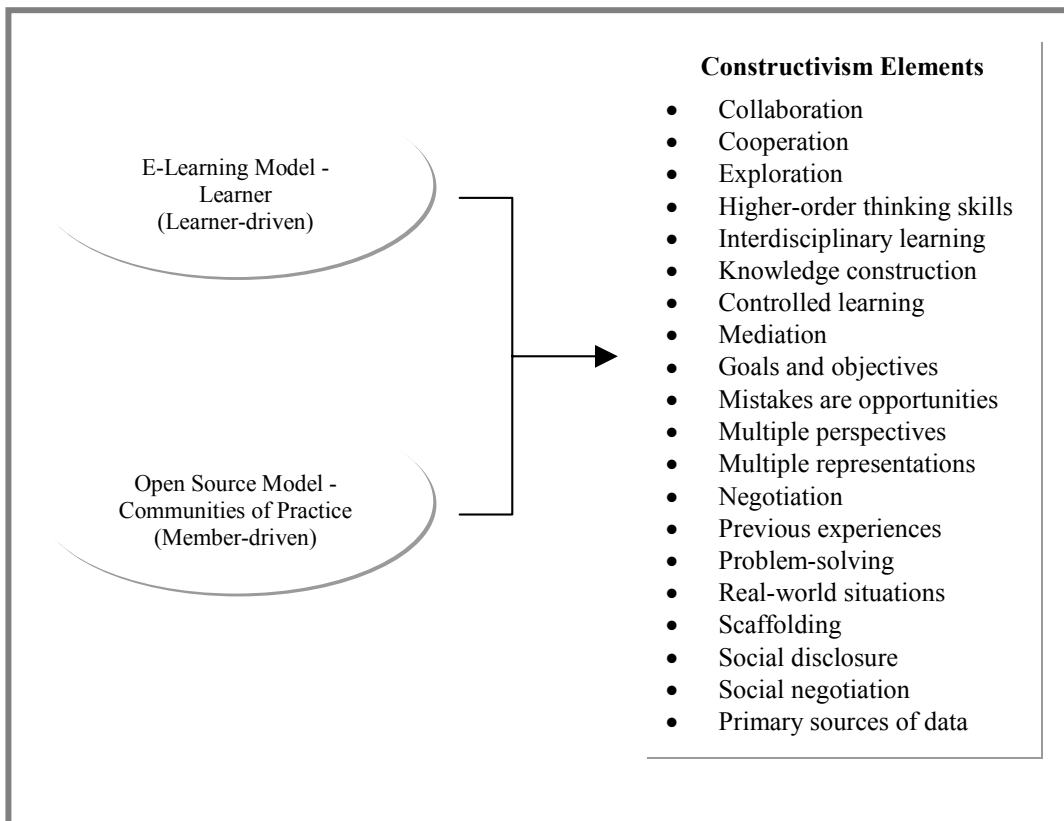 E-Learning Model -
Learner
(Learner-driven)
Open Source Model -
Communities of Practice
(Member-driven)
Constructivism Elements
• Collaboration
• Cooperation
• Exploration
• Higher-order thinking skills
• Interdisciplinary learning
• Knowledge construction
• Controlled learning
• Mediation
• Goals and objectives
• Mistakes are opportunities
• Multiple perspectives
• Multiple representations
• Negotiation
• Previous experiences
• Problem-solving
• Real-world situations
• Scaffolding
• Social disclosure
• Social negotiation
• Primary sources of data